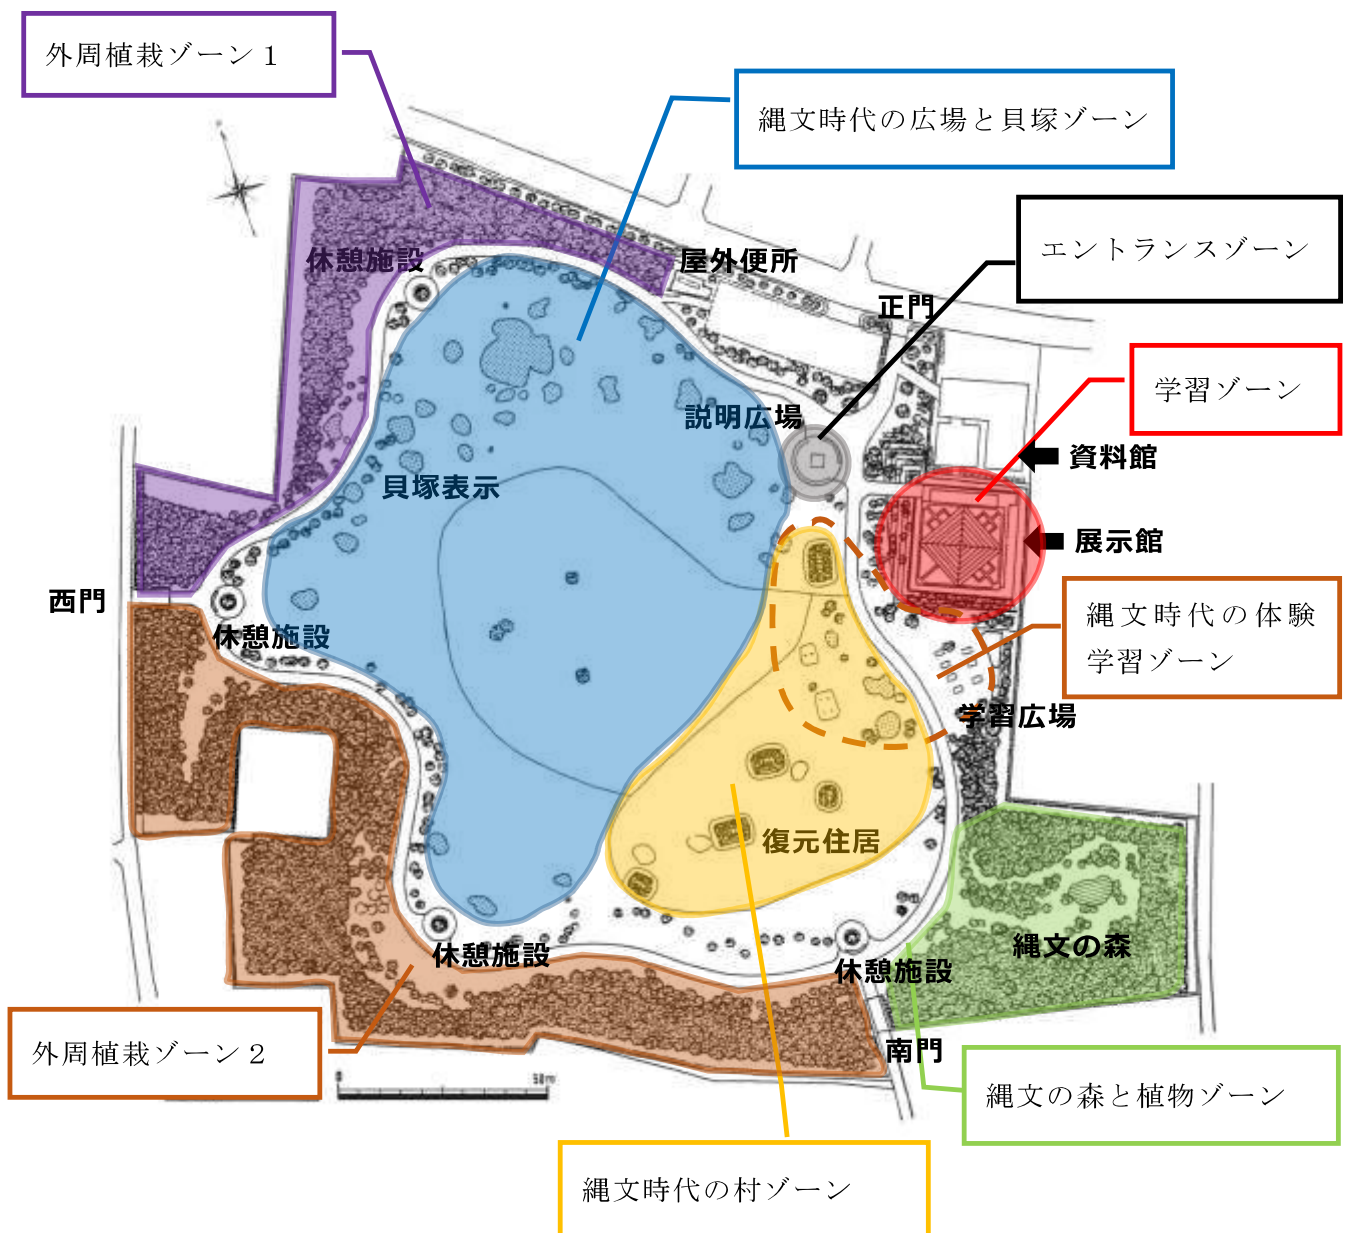 外周植栽ゾーン１
縄文時代の広場と貝塚ゾーン
エントランスゾーン
休憩施設
屋外便所
正門
学習ゾーン
説明広場
資料館
貝塚表示
展示館
西門
休憩施設
縄文時代の体験
学習ゾーン
学習広場
復元住居
縄文の森
休憩施設
休憩施設
外周植栽ゾーン２
南門
0
50m
縄文の森と植物ゾーン
縄文時代の村ゾーン